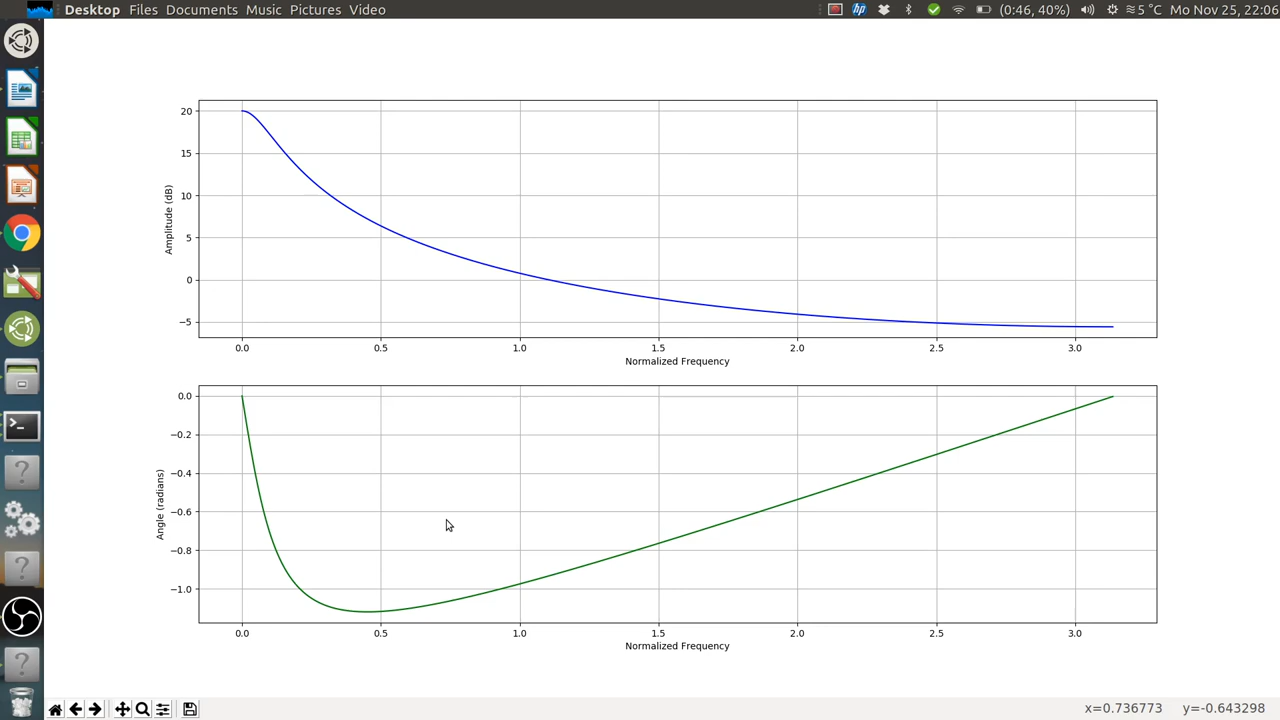 Desktop Files Documents Music Pictures Video
(0:46, 40%) 5 °C Mo Nov 25, 22:06
20
15
10
5
0
−5
Amplitude (dB)
0.0 0.5 1.0 1.5 2.0 2.5 3.0
Normalized Frequency
0.0
−0.2
−0.4
−0.6
−0.8
−1.0
Angle (radians)
0.0 0.5 1.0 1.5 2.0 2.5 3.0
Normalized Frequency
x=0.736773 y=-0.643298